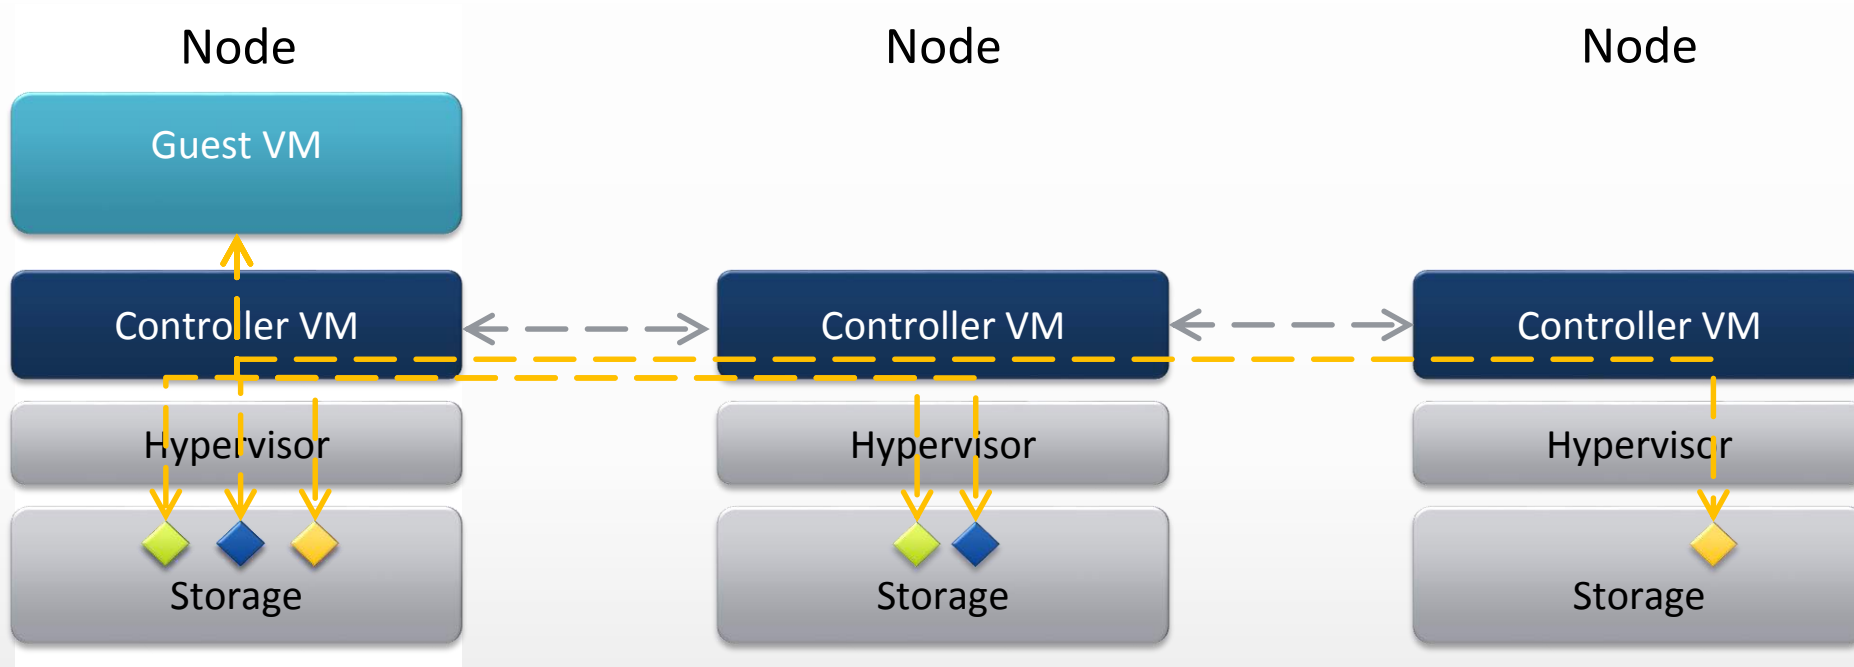 Node
Node
Node
Guest VM
Controller VM
Controller VM
Controller VM
Hypervisor
Hypervisor
Hypervisor
Storage
Storage
Storage